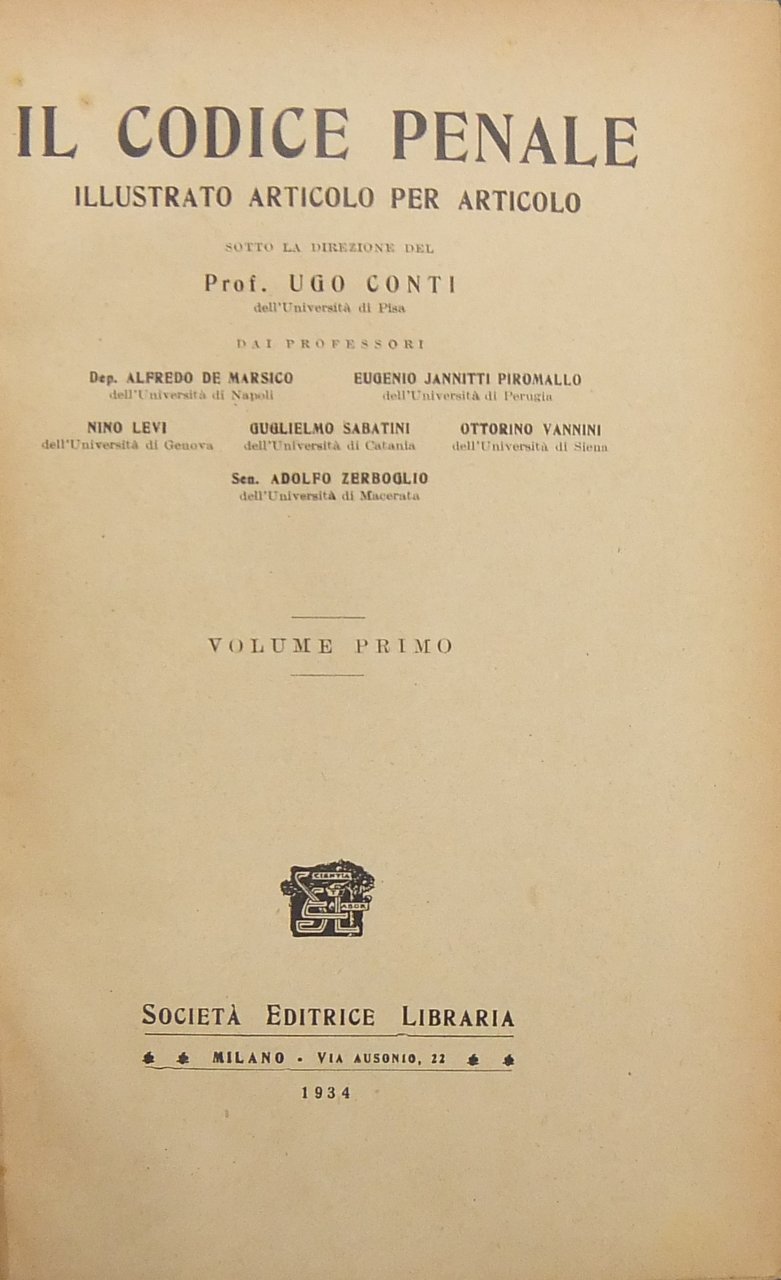 IL CODICE PENALE
ILLUSTRATO ARTICOLO PER ARTICOLO
SOTTO LA DIREZIONE DEL
Prof. UGO CONTI
dell'Università di Pisa
DAI PROFESSORI
Dep. ALFREDO DE MARSICO EUGENIO JANNITTI PIROMALLO
dell'Università di Napoli dell'Università di Perugia
NINO LEVI GUGLIELMO SABATINI OTTORINO VANNINI
dell'Università di Genova dell'Università di Catania dell'Università di Siena
Sen. ADOLFO ZERBOGLIO
dell'Università di Macerata
VOLUME PRIMO
SCIENTIA
LABOR
SOCIETÀ EDITRICE LIBRARIA
MILANO - VIA AUSONIO, 22
1934